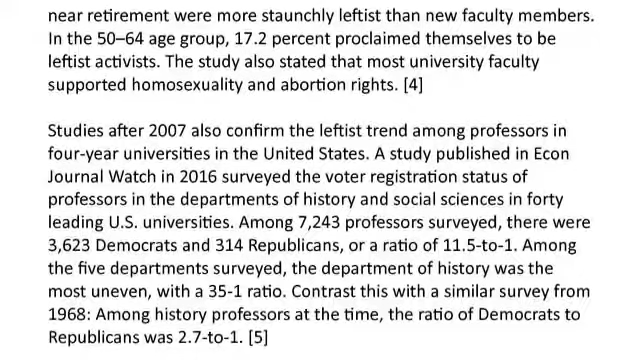 near retirement were more staunchly leftist than new faculty members.
In the 50–64 age group, 17.2 percent proclaimed themselves to be
leftist activists. The study also stated that most university faculty
supported homosexuality and abortion rights. [4]
Studies after 2007 also confirm the leftist trend among professors in
four-year universities in the United States. A study published in Econ
Journal Watch in 2016 surveyed the voter registration status of
professors in the departments of history and social sciences in forty
leading U.S. universities. Among 7,243 professors surveyed, there were
3,623 Democrats and 314 Republicans, or a ratio of 11.5-to-1. Among
the five departments surveyed, the department of history was the
most uneven, with a 35-1 ratio. Contrast this with a similar survey from
1968: Among history professors at the time, the ratio of Democrats to
Republicans was 2.7-to-1. [5]